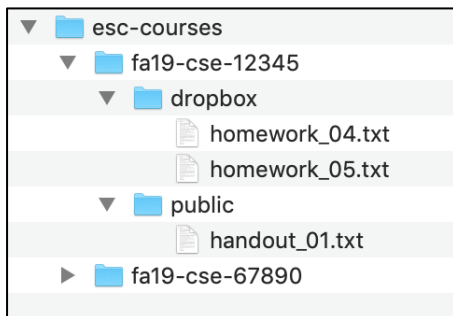 esc-courses
fa19-cse-12345
dropbox
homework_04.txt
homework_05.txt
public
handout_01.txt
fa19-cse-67890